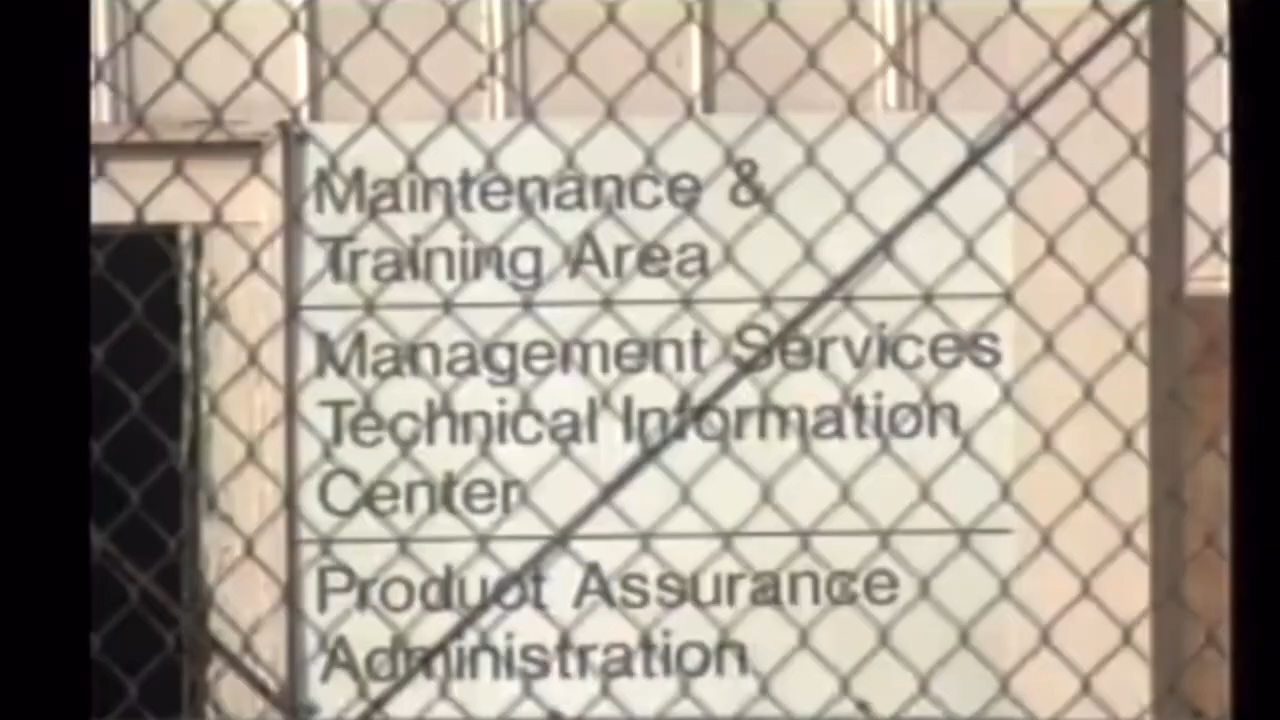 Maintenance &
Training Area
Management Services
Technical Information
Center
Product Assurance
Administration